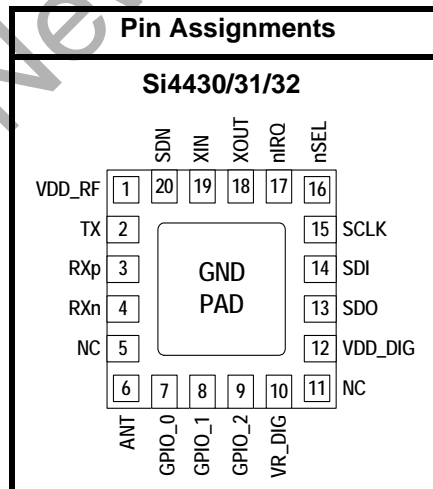 Pin Assignments
Si4430/31/32
SDN XIN XOUT nIRQ nSEL
VDD_RF 1 20 19 18 17 16
TX 2 15 SCLK
RXp 3 GND 14 SDI
RXn 4 PAD 13 SDO
NC 5 12 VDD_DIG
6 7 8 9 10 11 NC
ANT GPIO_0 GPIO_1 GPIO_2 VR_DIG